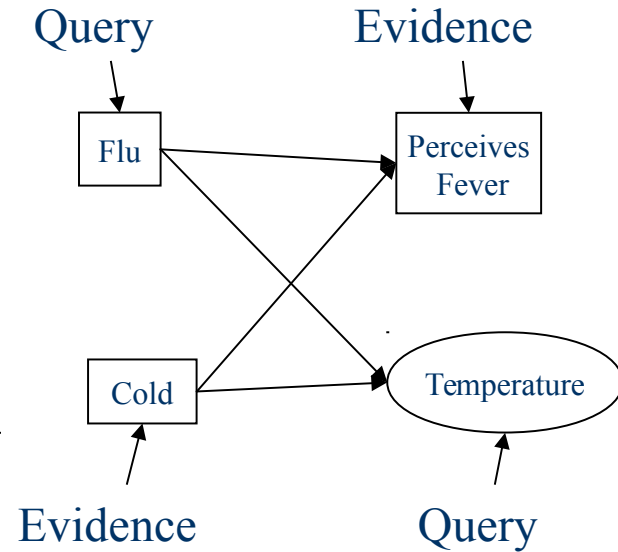 Query
Evidence
Flu
Perceives
Fever
Cold
Temperature
Evidence
Query